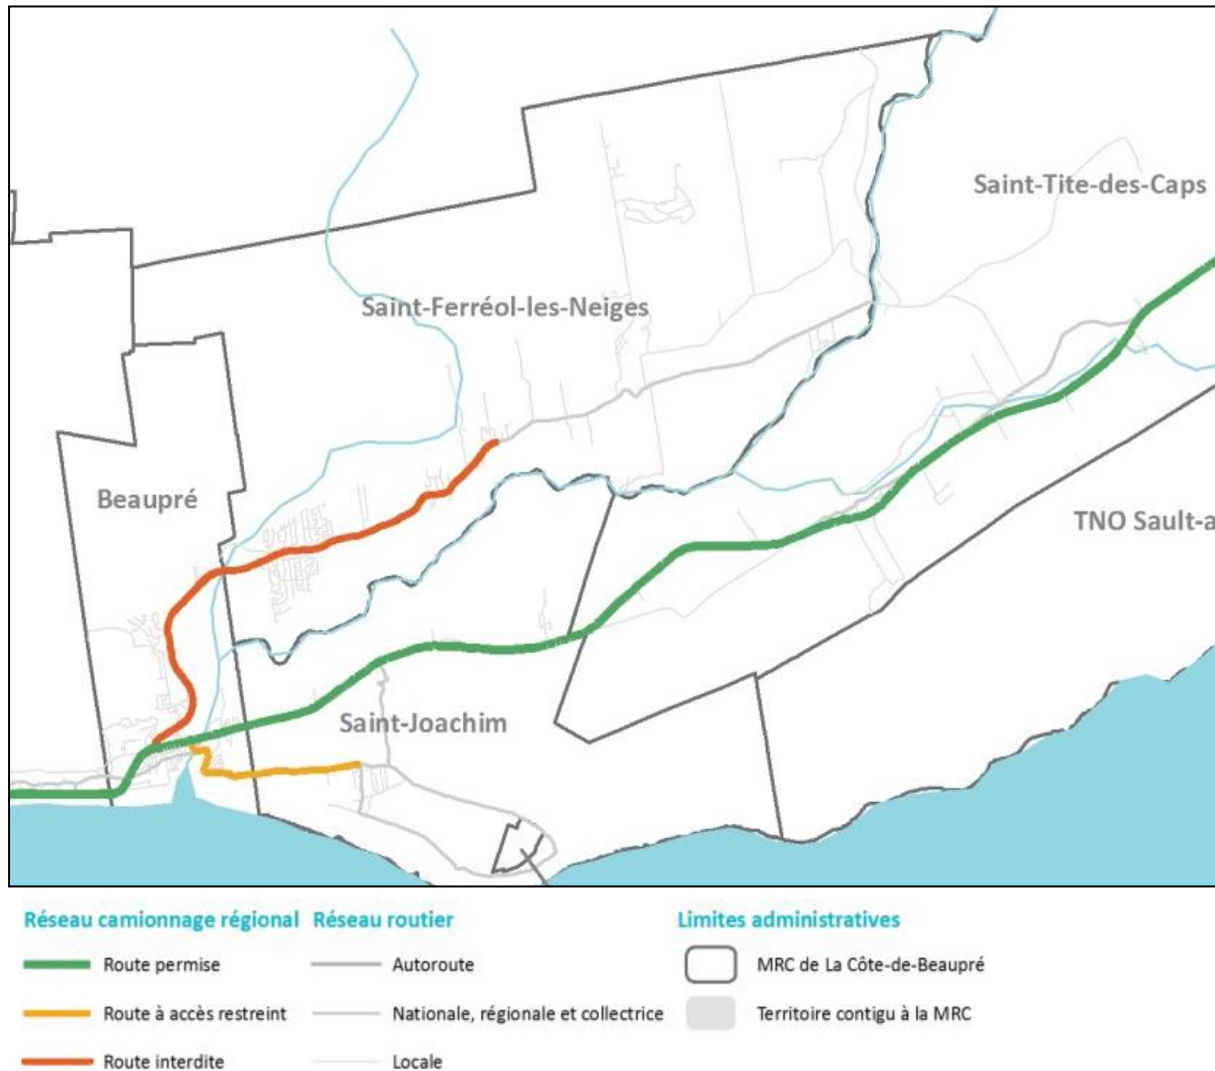 Saint-Tite-des-Caps
Saint-Ferréol-les-Neiges
Beaupré
TNO Sault-a
Saint-Joachim
Réseau camionnage régional
Route permise
Route à accès restreint
Route interdite
Réseau routier
Autoroute
Nationale, régionale et collectrice
Locale
Limites administratives
MRC de La Côte-de-Beaupré
Territoire contigu à la MRC